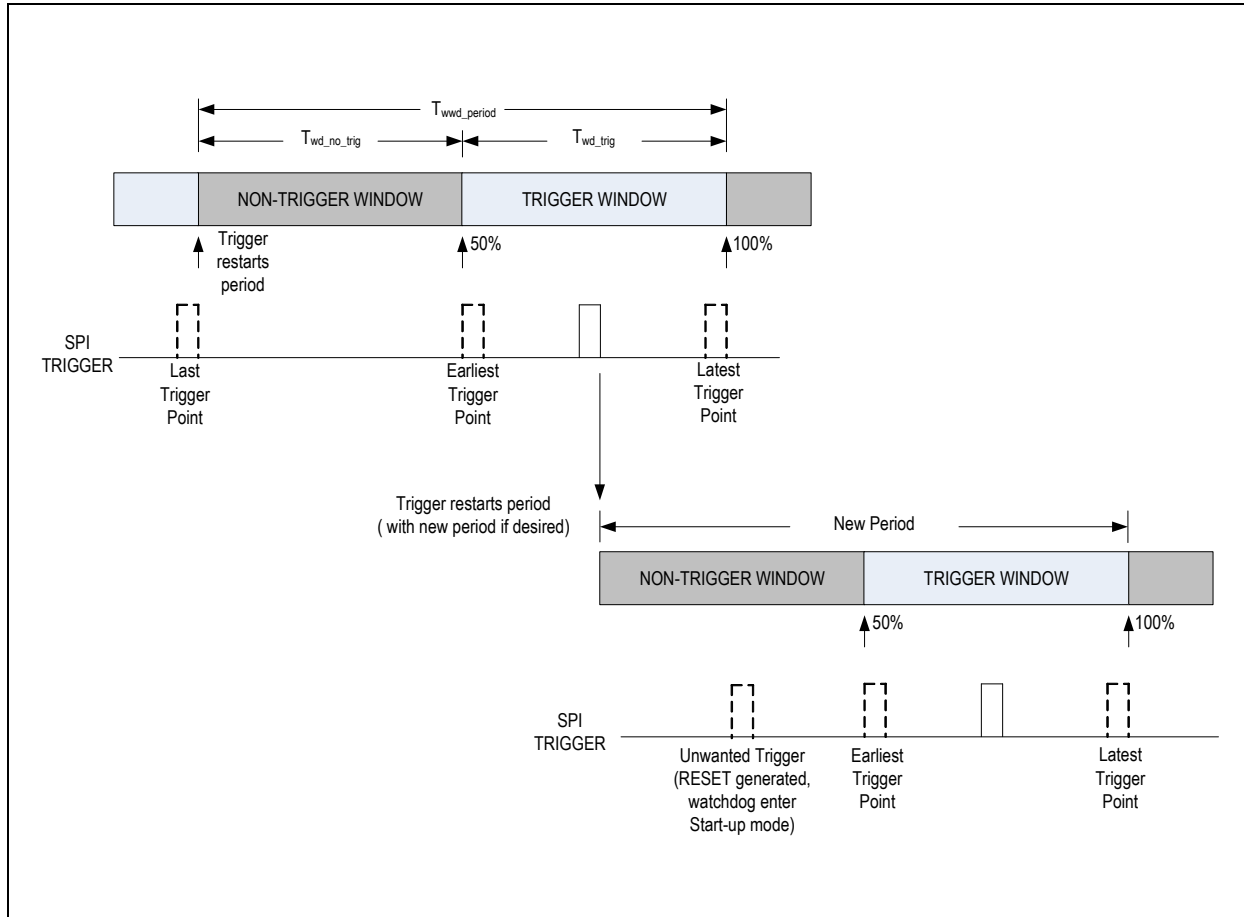 Twwd_period
Twd_no_trig
Twd_trig
NON-TRIGGER WINDOW
TRIGGER WINDOW
Trigger
restarts
period
50%
100%
SPI
TRIGGER
Last
Trigger
Point
Earliest
Trigger
Point
Latest
Trigger
Point
Trigger restarts period
( with new period if desired)
New Period
NON-TRIGGER WINDOW
TRIGGER WINDOW
50%
100%
SPI
TRIGGER
Unwanted Trigger
(RESET generated,
watchdog enter
Start-up mode)
Earliest
Trigger
Point
Latest
Trigger
Point